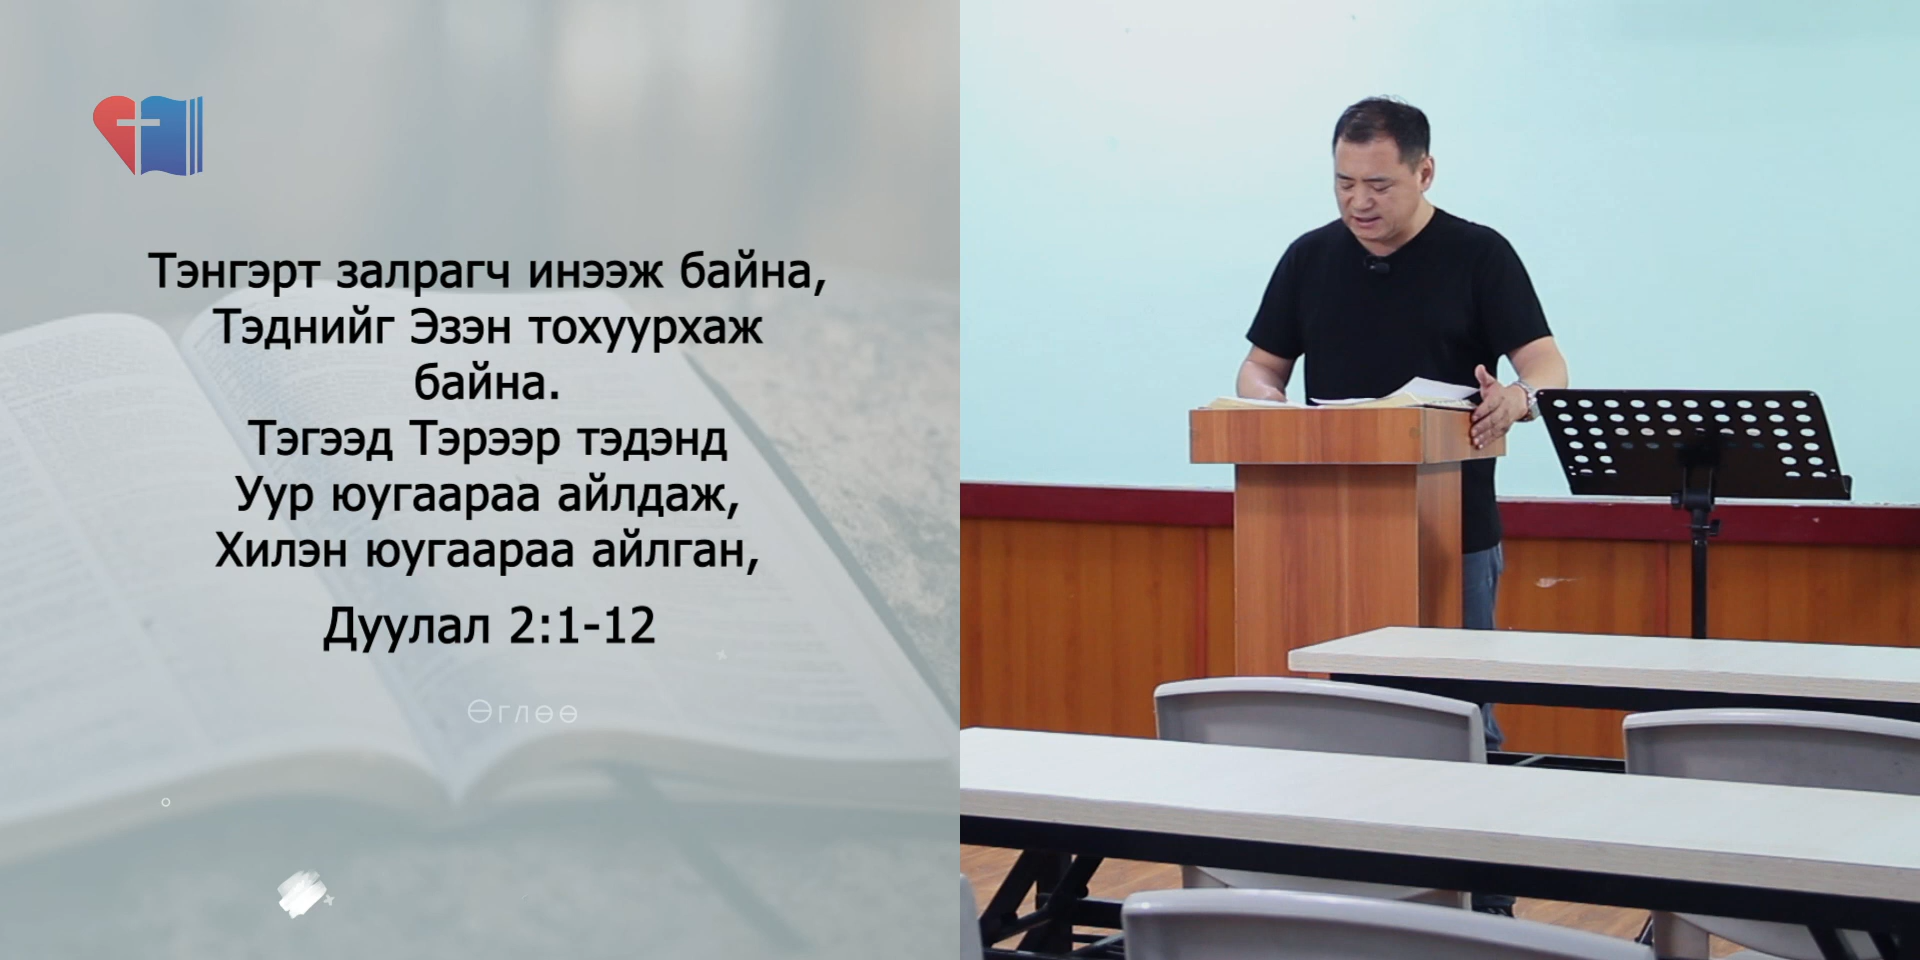 Тэнгэрт залрагч инээж байна,
Тэднийг Эзэн тохуурхаж
байна.
Тэгээд Тэрээр тэдэнд
Уур юугаараа айлдаж,
Хилэн юугаараа айлган,
Дуулал 2:1-12
Өглөө